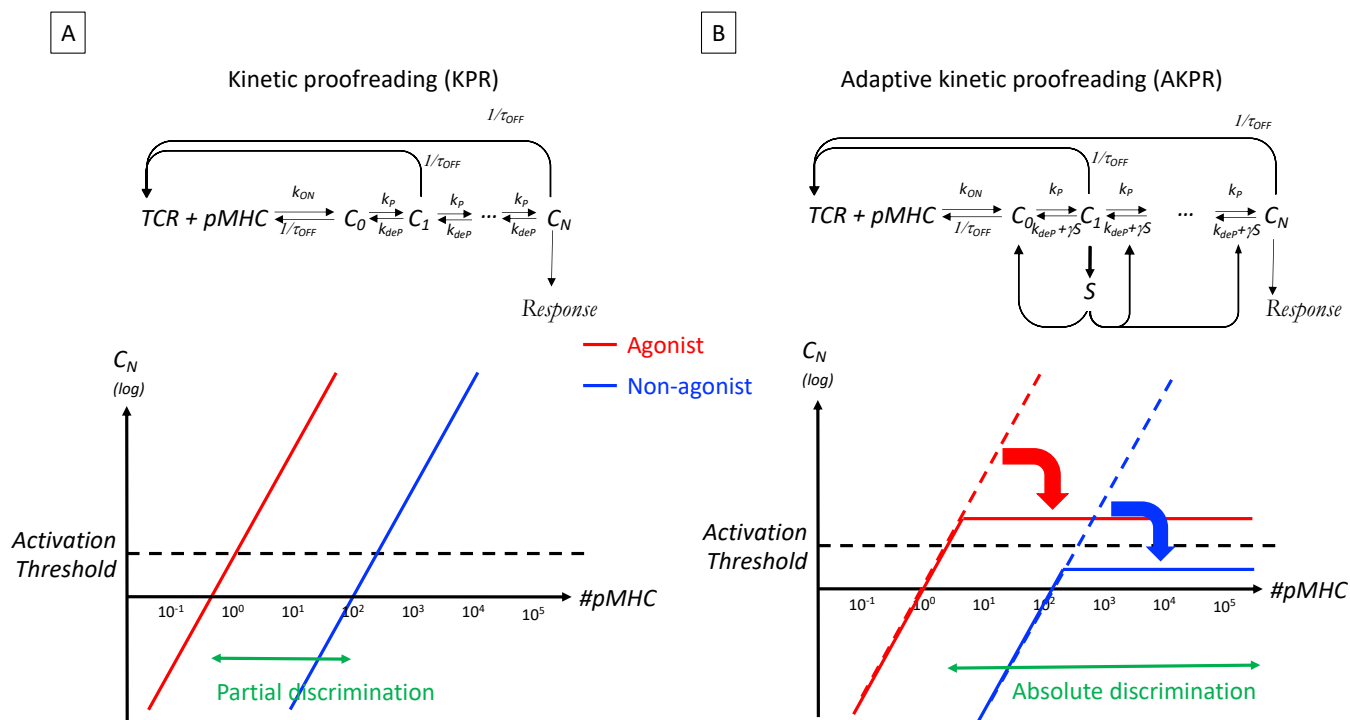 A
Kinetic proofreading (KPR)
1/τOFF
1/τOFF
kON kP kP kP
TCR + pMHC C0 C1 ··· CN
1/τOFF kdeP kdeP kdeP
Response
B
Adaptive kinetic proofreading (AKPR)
1/τOFF
1/τOFF
kON kP kP kP
TCR + pMHC C0 C1 ··· CN
1/τOFF kdeP+γS kdeP+γS kdeP+γS
S
Response
Agonist
Non-agonist
CN
(log)
Activation
Threshold
#pMHC
10-1 100 101 102 103 104 105
Partial discrimination
CN
(log)
Activation
Threshold
#pMHC
10-1 100 101 102 103 104 105
Absolute discrimination